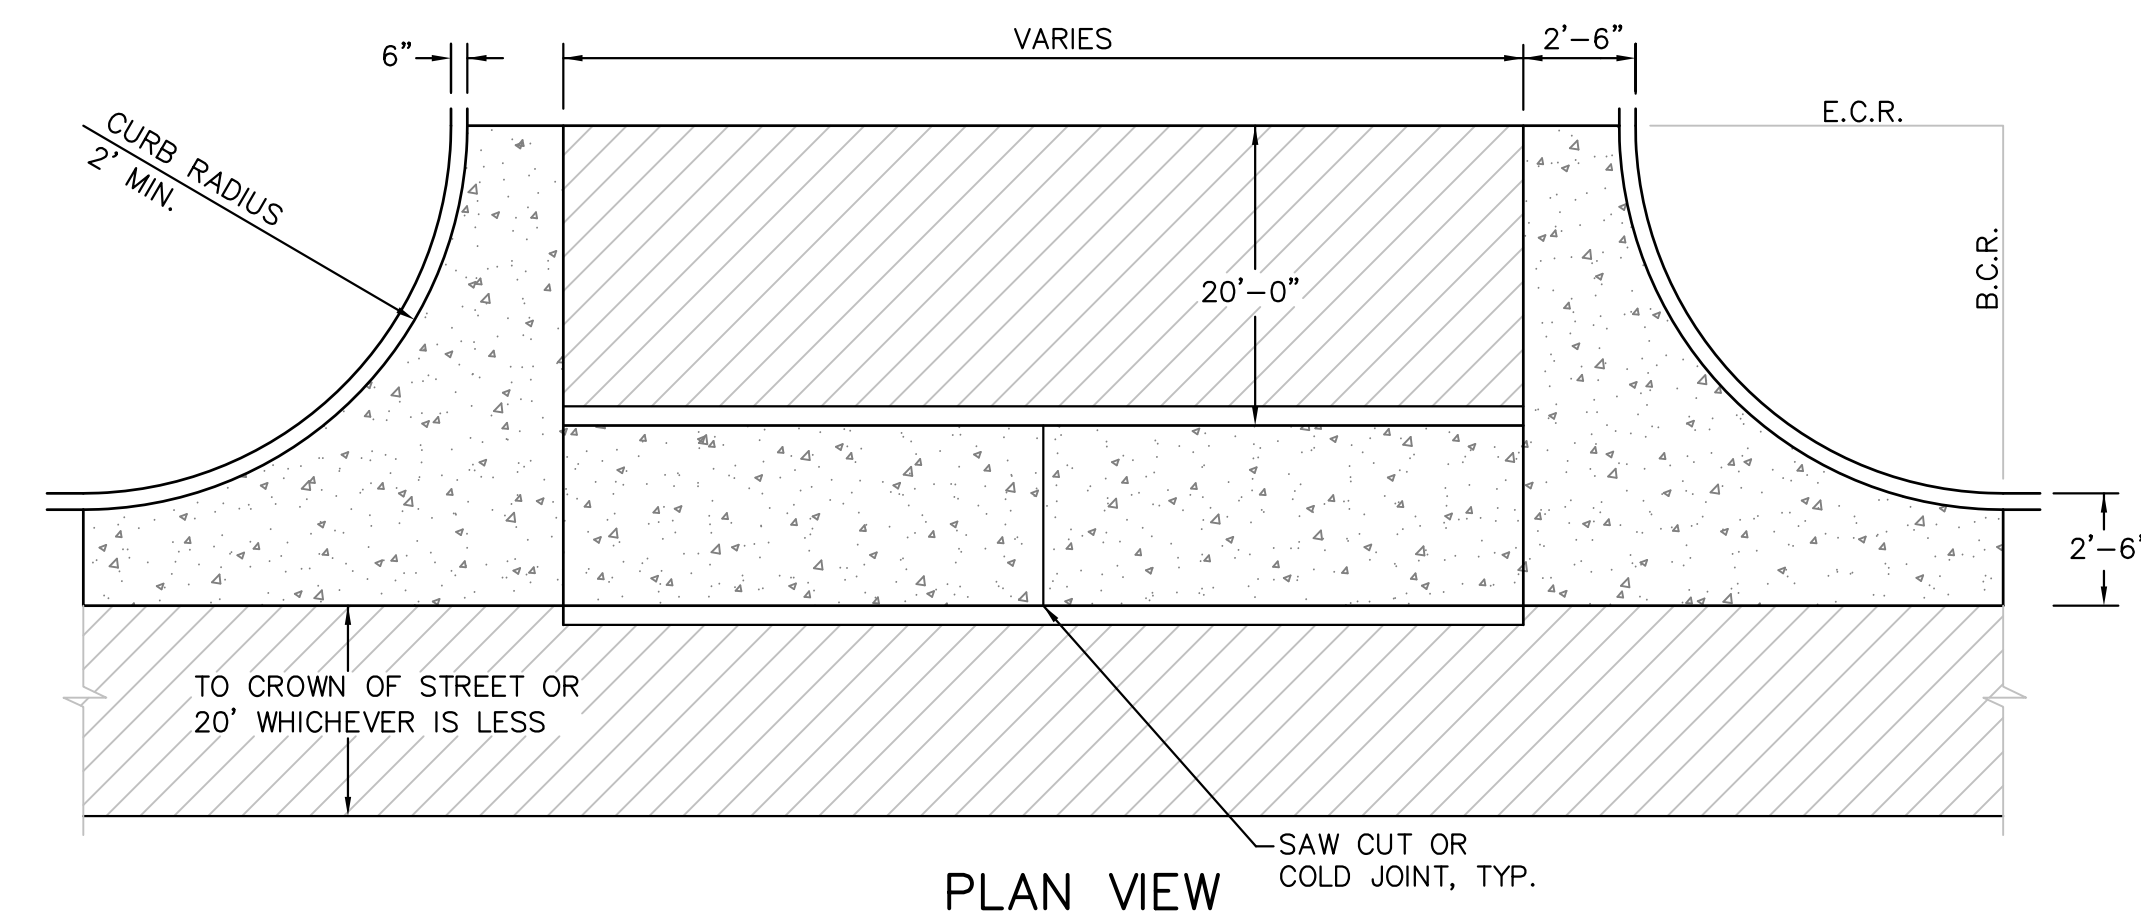 VARIES
2'-6"
6"
E.C.R.
CURB RADIUS
2' MIN.
B.C.R.
20'-0"
2'-6"
TO CROWN OF STREET OR
20' WHICHEVER IS LESS
SAW CUT OR
COLD JOINT, TYP.
PLAN VIEW